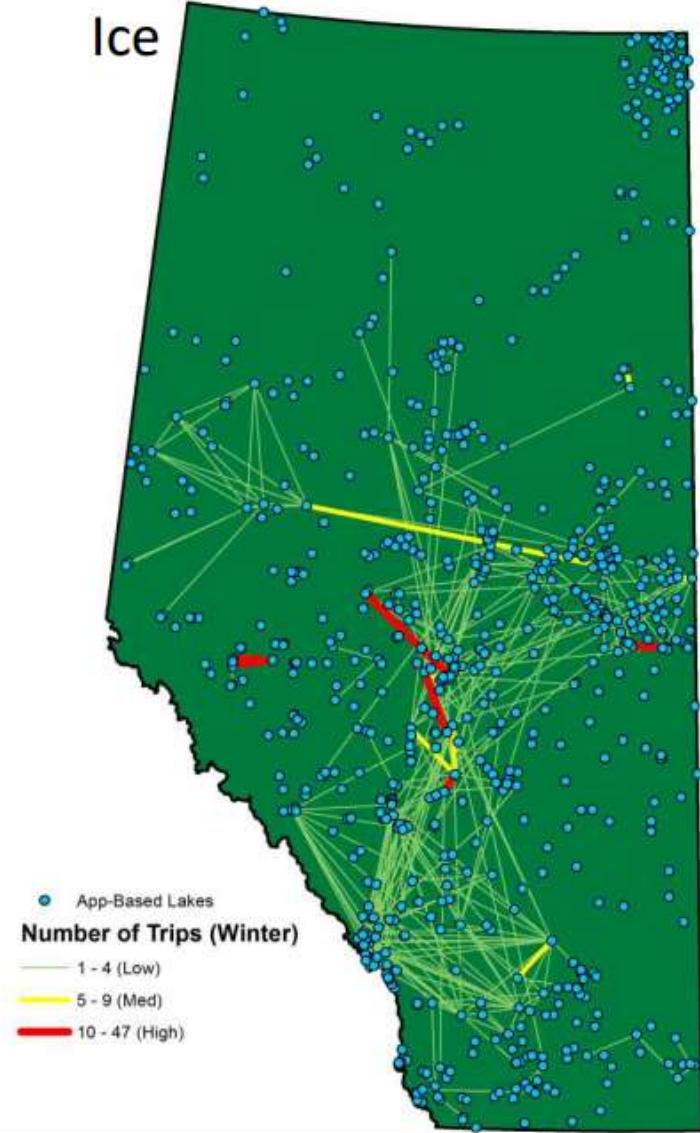 Ice
App-Based Lakes
Number of Trips (Winter)
1 - 4 (Low)
5 - 9 (Med)
10 - 47 (High)